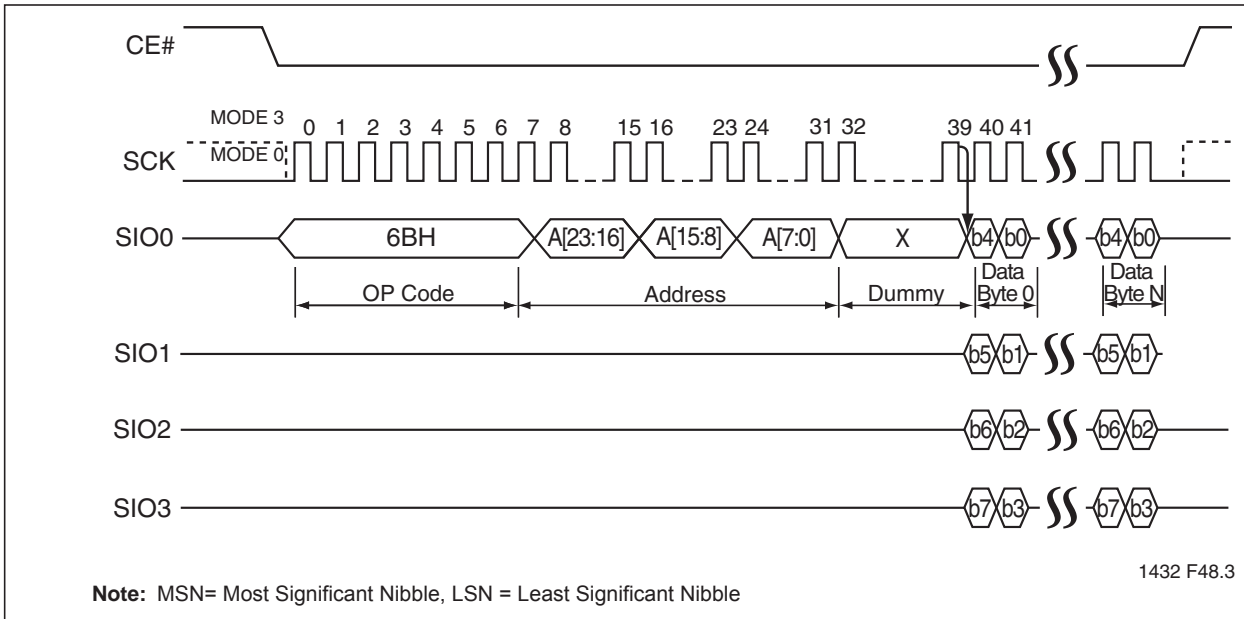 CE#
MODE 3
0 1 2 3 4 5 6 7 8 15 16 23 24 31 32 39 40 41
SCK
MODE 0
SIO0
6BH A[23:16] A[15:8] A[7:0] X b4 b0 b4 b0
OP Code Address Dummy Data Byte 0 Data Byte N
SIO1 b5 b1 b5 b1
SIO2 b6 b2 b6 b2
SIO3 b7 b3 b7 b3
1432 F48.3
Note: MSN= Most Significant Nibble, LSN = Least Significant Nibble